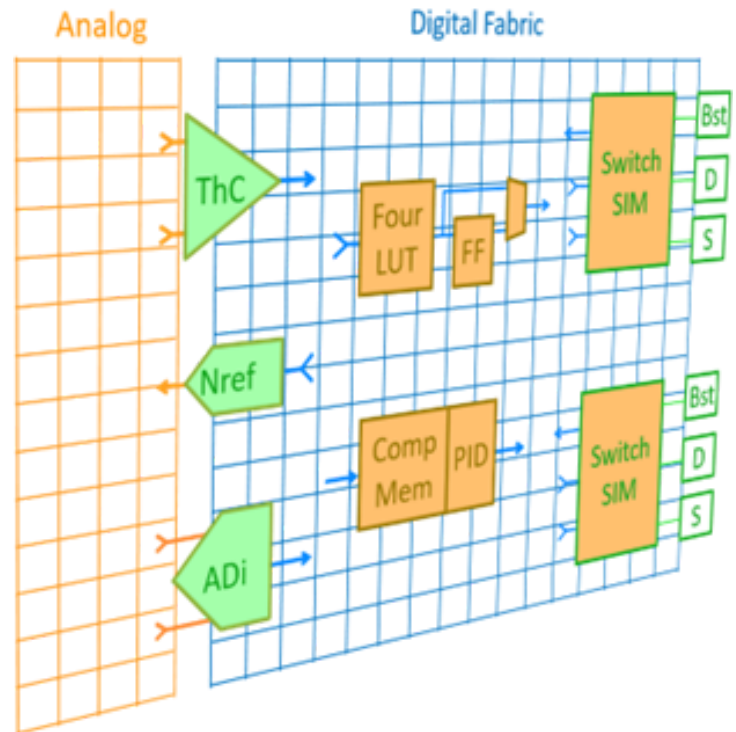 Analog
Digital Fabric
ThC
Four
LUT
FF
Switch
SIM
Bst
D
S
Nref
Comp
Mem
PID
Switch
SIM
Bst
D
S
ADi